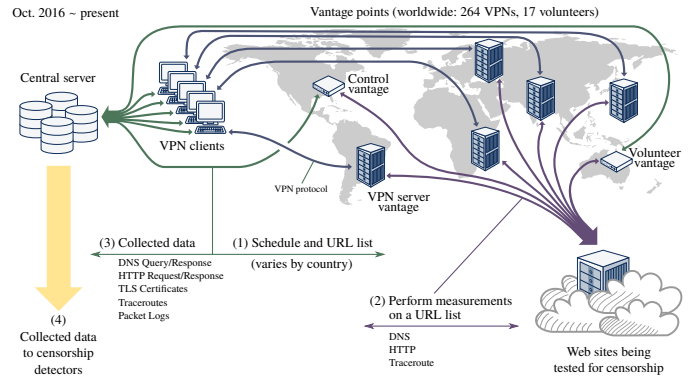 Oct. 2016 ~ present
Vantage points (worldwide: 264 VPNs, 17 volunteers)
Central server
VPN clients
Control
vantage
Volunteer
vantage
VPN protocol
VPN server
vantage
(3) Collected data
DNS Query/Response
HTTP Request/Response
TLS Certificates
Traceroutes
Packet Logs
(1) Schedule and URL list
(varies by country)
(2) Perform measurements
on a URL list
DNS
HTTP
Traceroute
(4)
Collected data
to censorship
detectors
Web sites being
tested for censorship